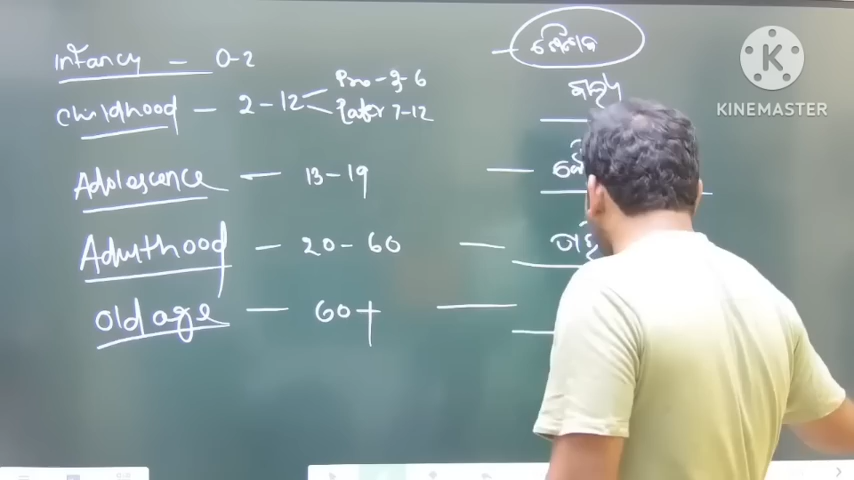 Infancy - 0-2
Childhood - 2-12
Pre - 3-6
Later 7-12
Adolescence - 13-19
Adulthood - 20-60
Old age - 60+
ଶୈଶବ
KINEMASTER